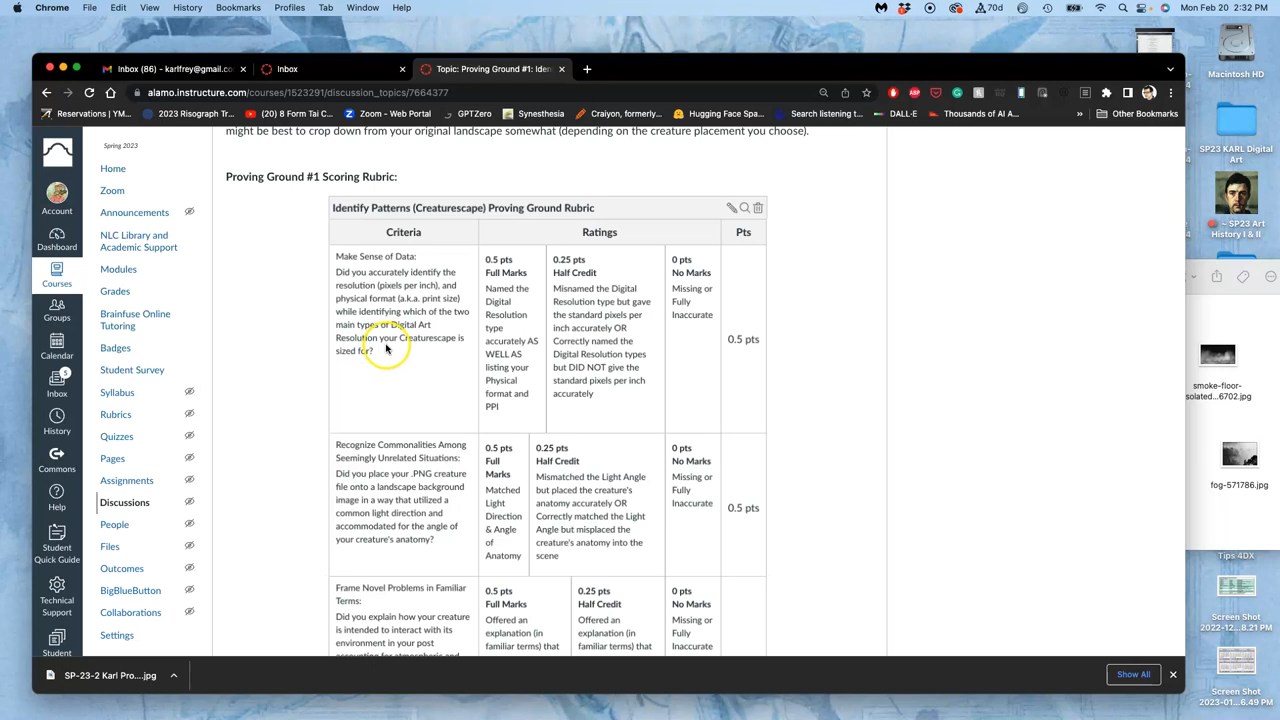 Chrome File Edit View History Bookmarks Profiles Tab Window Help
70d
Mon Feb 20 2:32 PM
Inbox (86) - karlfrey@gmail.co
Inbox
Topic: Proving Ground #1: Iden
alamo.instructure.com/courses/1523291/discussion_topics/7664377
Reservations | YM...
2023 Risograph Tr...
(20) 8 Form Tai C...
Zoom - Web Portal
GPTZero
Synesthesia
Craiyon, formerly...
Hugging Face Spa...
Search listening t...
DALL·E
Thousands of AI A...
Other Bookmarks
Account
Dashboard
Courses
Groups
Calendar
5
Inbox
History
Commons
Help
Student
Quick Guide
Technical
Support
Student
Spring 2023
Home
Zoom
Announcements
NLC Library and
Academic Support
Modules
Grades
Brainfuse Online
Tutoring
Badges
Student Survey
Syllabus
Rubrics
Quizzes
Pages
Assignments
Discussions
People
Files
Outcomes
BigBlueButton
Collaborations
Settings
might be best to crop down from your original landscape somewhat (depending on the creature placement you choose).
Proving Ground #1 Scoring Rubric:
Identify Patterns (Creaturescape) Proving Ground Rubric
Criteria
Ratings
Pts
Make Sense of Data:
Did you accurately identify the
resolution (pixels per inch), and
physical format (a.k.a. print size)
while identifying which of the two
main types of Digital Art
Resolution your Creaturescape is
sized for?
0.5 pts
Full Marks
Named the
Digital
Resolution
type
accurately AS
WELL AS
listing your
Physical
format and
PPI
0.25 pts
Half Credit
Misnamed the Digital
Resolution type but gave
the standard pixels per
inch accurately OR
Correctly named the
Digital Resolution types
but DID NOT give the
standard pixels per inch
accurately
0 pts
No Marks
Missing or
Fully
Inaccurate
0.5 pts
Recognize Commonalities Among
Seemingly Unrelated Situations:
Did you place your .PNG creature
file onto a landscape background
image in a way that utilized a
common light direction and
accommodated for the angle of
your creature's anatomy?
0.5 pts
Full
Marks
Matched
Light
Direction
& Angle
of
Anatomy
0.25 pts
Half Credit
Mismatched the Light Angle
but placed the creature's
anatomy accurately OR
Correctly matched the Light
Angle but misplaced the
creature's anatomy into the
scene
0 pts
No Marks
Missing or
Fully
Inaccurate
0.5 pts
Frame Novel Problems in Familiar
Terms:
Did you explain how your creature
is intended to interact with its
environment in your post
0.5 pts
Full Marks
Offered an
explanation (in
familiar terms) that
0.25 pts
Half Credit
Offered an
explanation (in
familiar terms) that
0 pts
No Marks
Missing or
Fully
Inaccurate
SP-23-2 Karl Pro....jpg
Show All
Macintosh HD
SP23 KARL Digital
Art
~ SP23 Art
History I & II
smoke-floor-
solated...6702.jpg
fog-571786.jpg
Tips 4DX
Screen Shot
2022-12...8.21 PM
Screen Shot
2023-01...6.49 PM